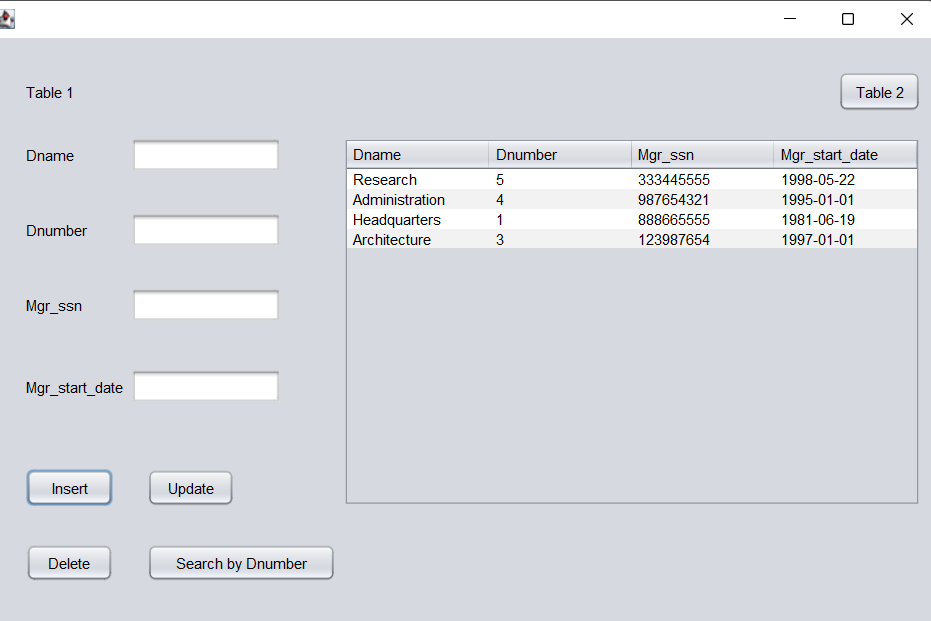 Table 1
Table 2
Dname
Dnumber
Mgr_ssn
Mgr_start_date
Dname Dnumber Mgr_ssn Mgr_start_date
Research 5 333445555 1998-05-22
Administration 4 987654321 1995-01-01
Headquarters 1 888665555 1981-06-19
Architecture 3 123987654 1997-01-01
Insert Update
Delete Search by Dnumber